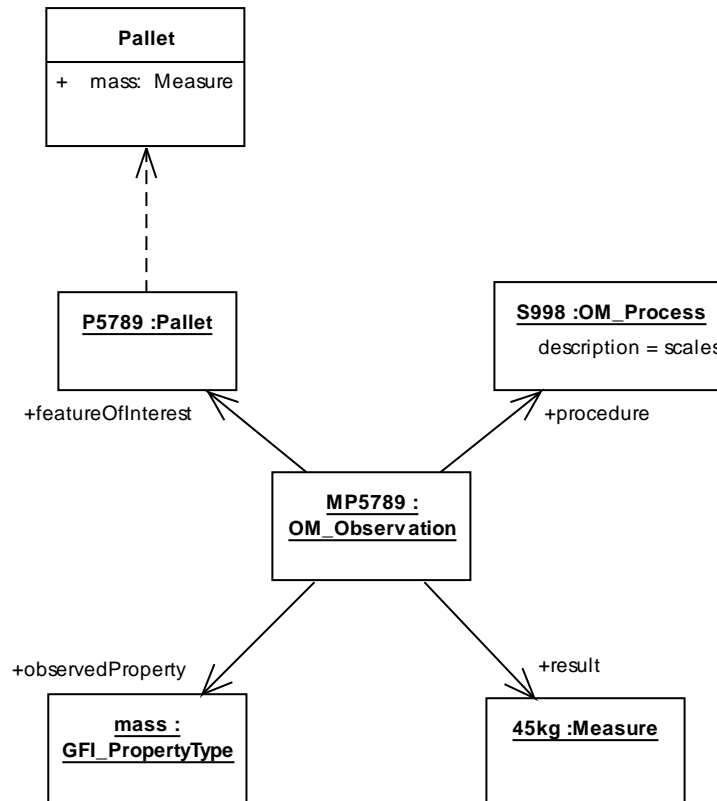 Pallet
+ mass: Measure
P5789 :Pallet
S998 :OM_Process
description = scales
+featureOfInterest
+procedure
MP5789 :
OM_Observation
+observedProperty
+result
mass :
GFI_PropertyType
45kg :Measure